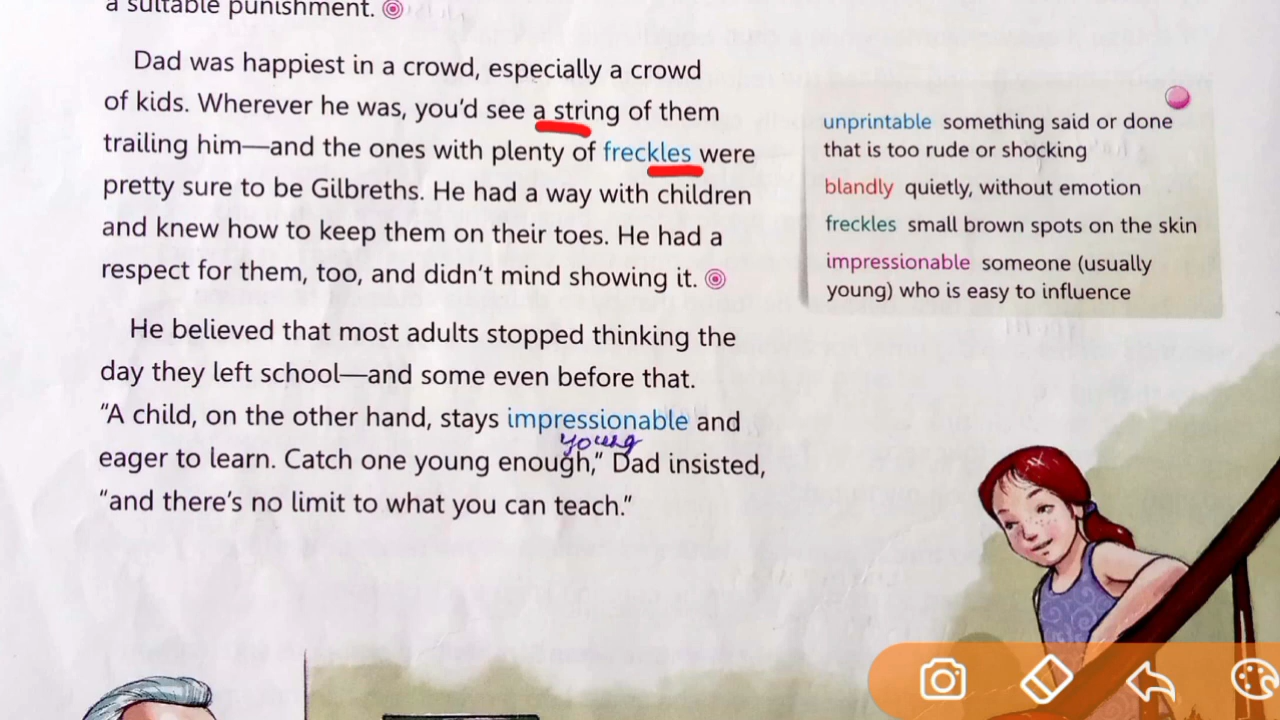 a suitable punishment.
Dad was happiest in a crowd, especially a crowd
of kids. Wherever he was, you'd see a string of them
trailing him—and the ones with plenty of freckles were
pretty sure to be Gilbreths. He had a way with children
and knew how to keep them on their toes. He had a
respect for them, too, and didn't mind showing it.
He believed that most adults stopped thinking the
day they left school—and some even before that.
"A child, on the other hand, stays impressionable and
young
eager to learn. Catch one young enough," Dad insisted,
"and there's no limit to what you can teach."
unprintable something said or done
that is too rude or shocking
blandly quietly, without emotion
freckles small brown spots on the skin
impressionable someone (usually
young) who is easy to influence